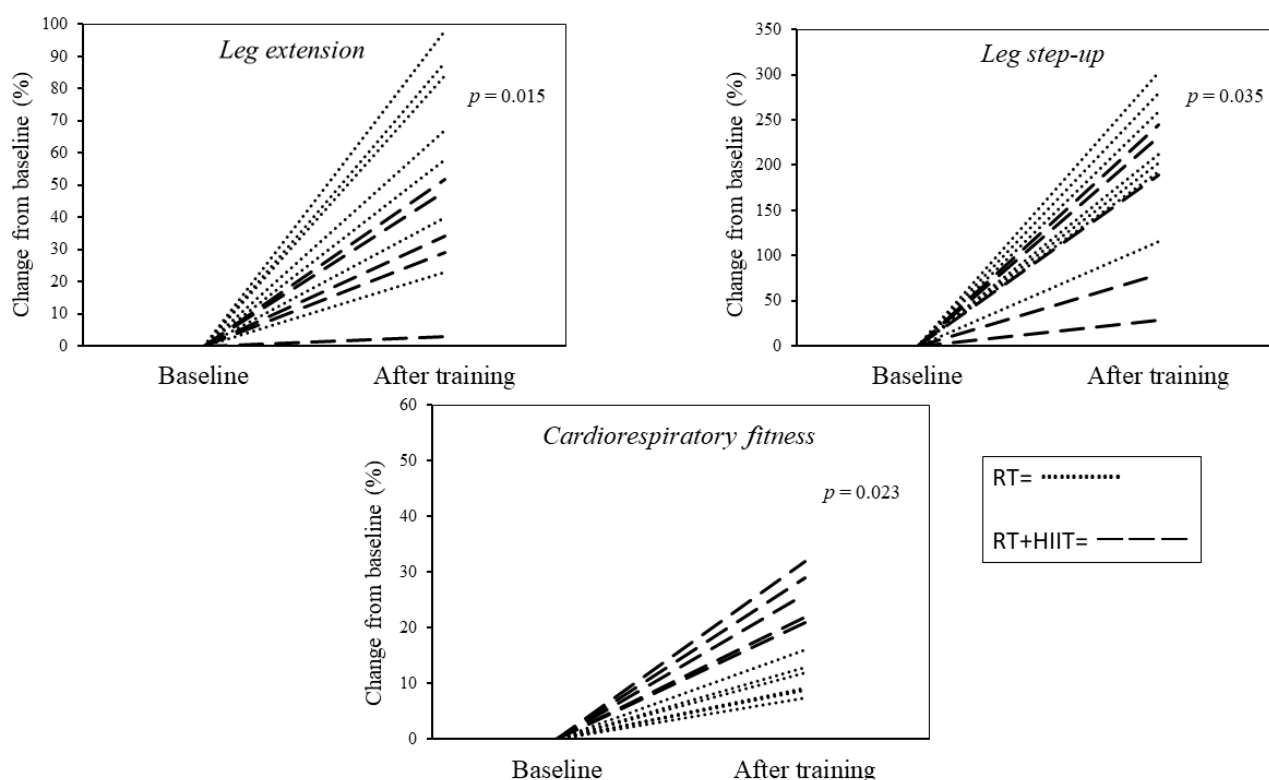 Leg extension
p = 0.015
Change from baseline (%)
100
90
80
70
60
50
40
30
20
10
0
Baseline After training
Leg step-up
p = 0.035
Change from baseline (%)
350
300
250
200
150
100
50
0
Baseline After training
Cardiorespiratory fitness
p = 0.023
Change from baseline (%)
60
50
40
30
20
10
0
Baseline After training
RT=
RT+HIIT=